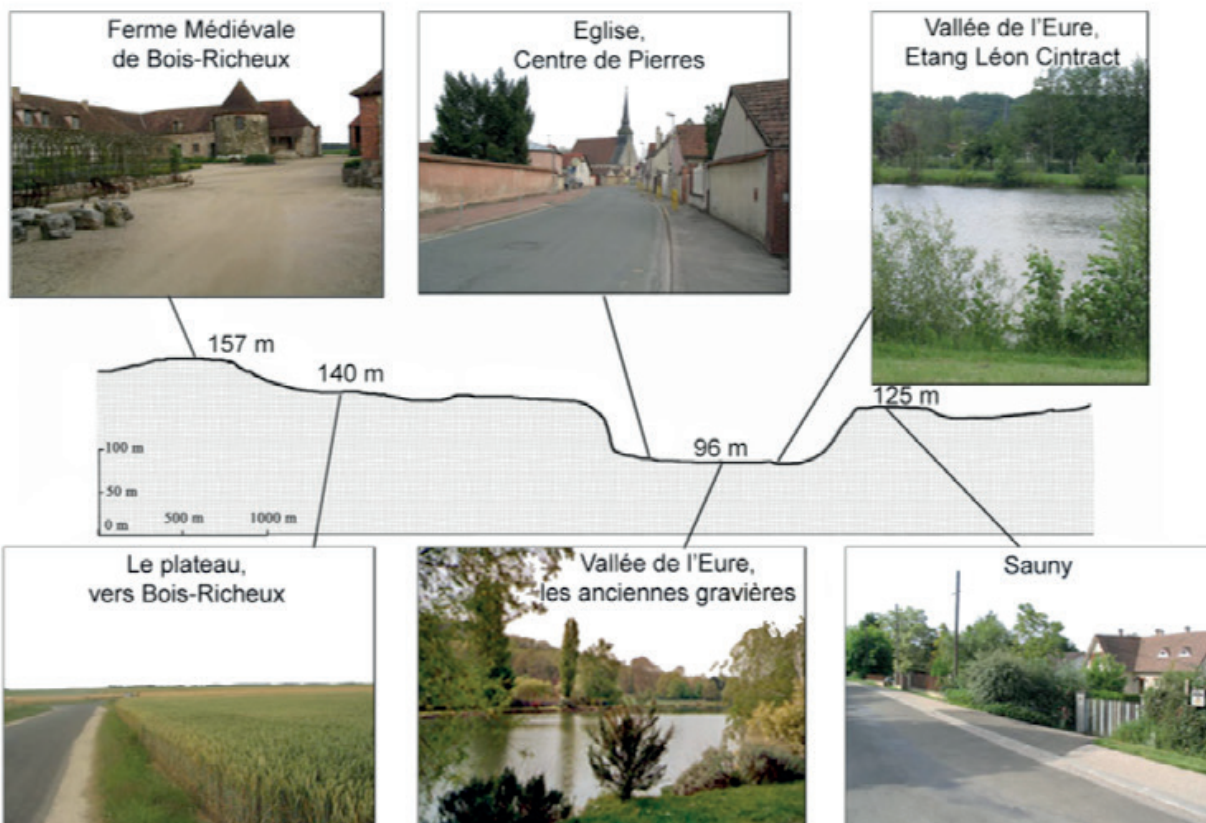 Ferme Médiévale
de Bois-Richeux
Eglise,
Centre de Pierres
Vallée de l'Eure,
Etang Léon Cintract
157 m
140 m
125 m
96 m
100 m
50 m
0 m
500 m
1000 m
Le plateau,
vers Bois-Richeux
Vallée de l'Eure,
les anciennes gravières
Sauny